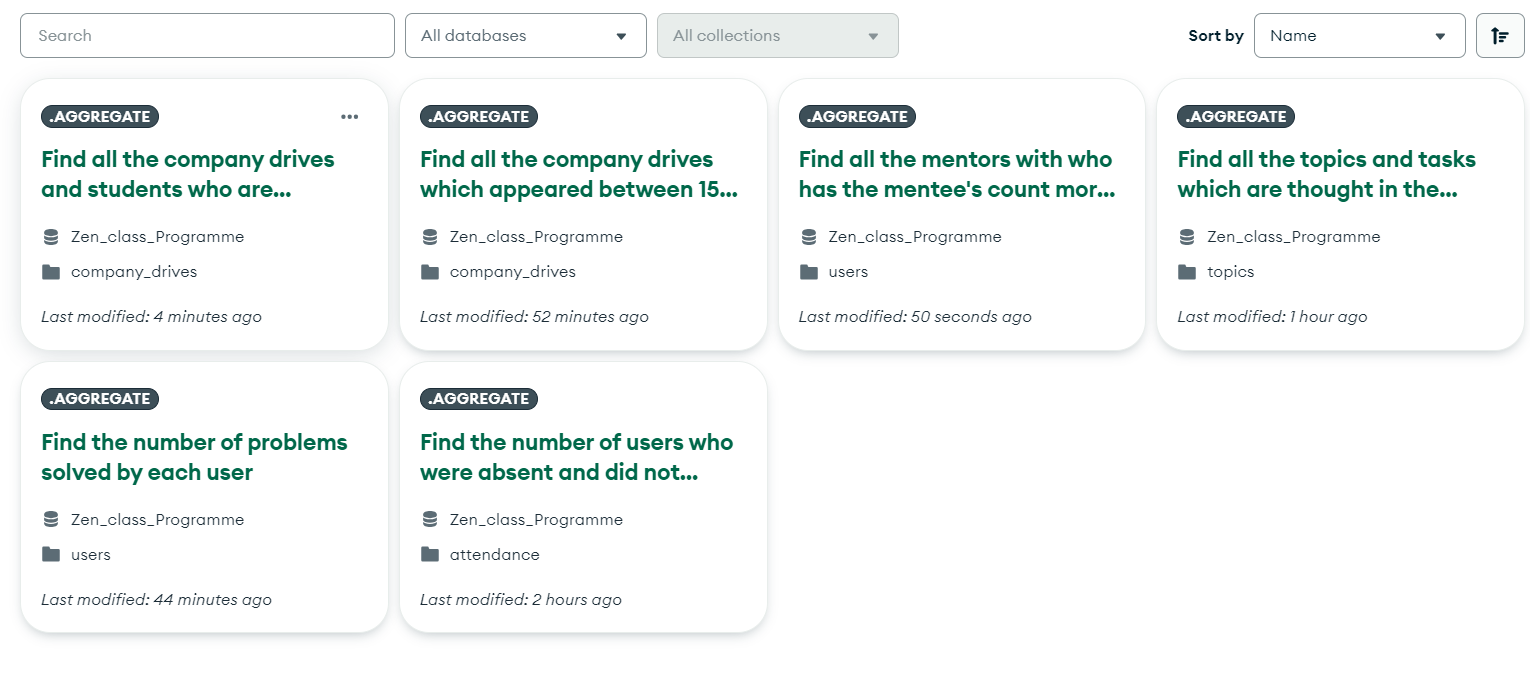 Search
All databases
All collections
Sort by
Name
.AGGREGATE
Find all the company drives
and students who are...
Zen_class_Programme
company_drives
Last modified: 4 minutes ago
.AGGREGATE
Find all the company drives
which appeared between 15...
Zen_class_Programme
company_drives
Last modified: 52 minutes ago
.AGGREGATE
Find all the mentors with who
has the mentee's count mor...
Zen_class_Programme
users
Last modified: 50 seconds ago
.AGGREGATE
Find all the topics and tasks
which are thought in the...
Zen_class_Programme
topics
Last modified: 1 hour ago
.AGGREGATE
Find the number of problems
solved by each user
Zen_class_Programme
users
Last modified: 44 minutes ago
.AGGREGATE
Find the number of users who
were absent and did not...
Zen_class_Programme
attendance
Last modified: 2 hours ago